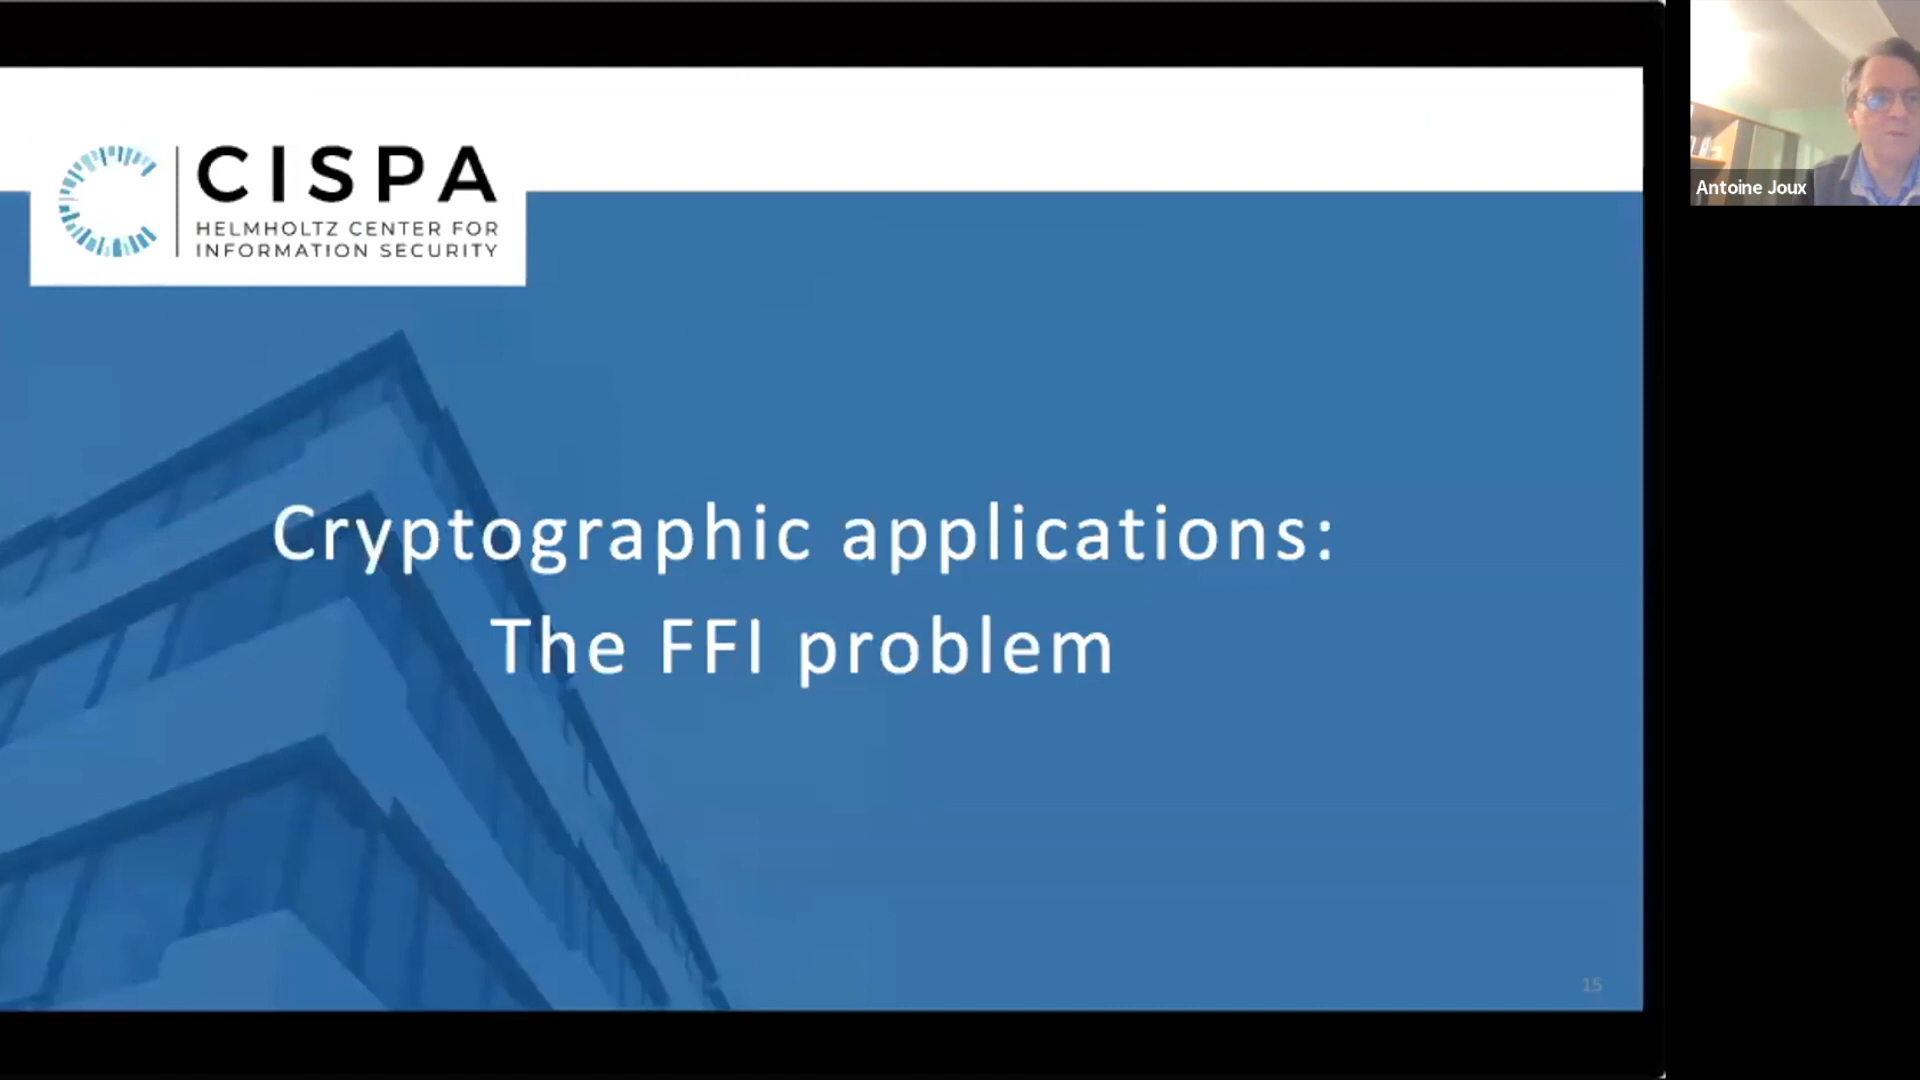 CISPA
HELMHOLTZ CENTER FOR
INFORMATION SECURITY
Antoine Joux
Cryptographic applications:
The FFI problem
15